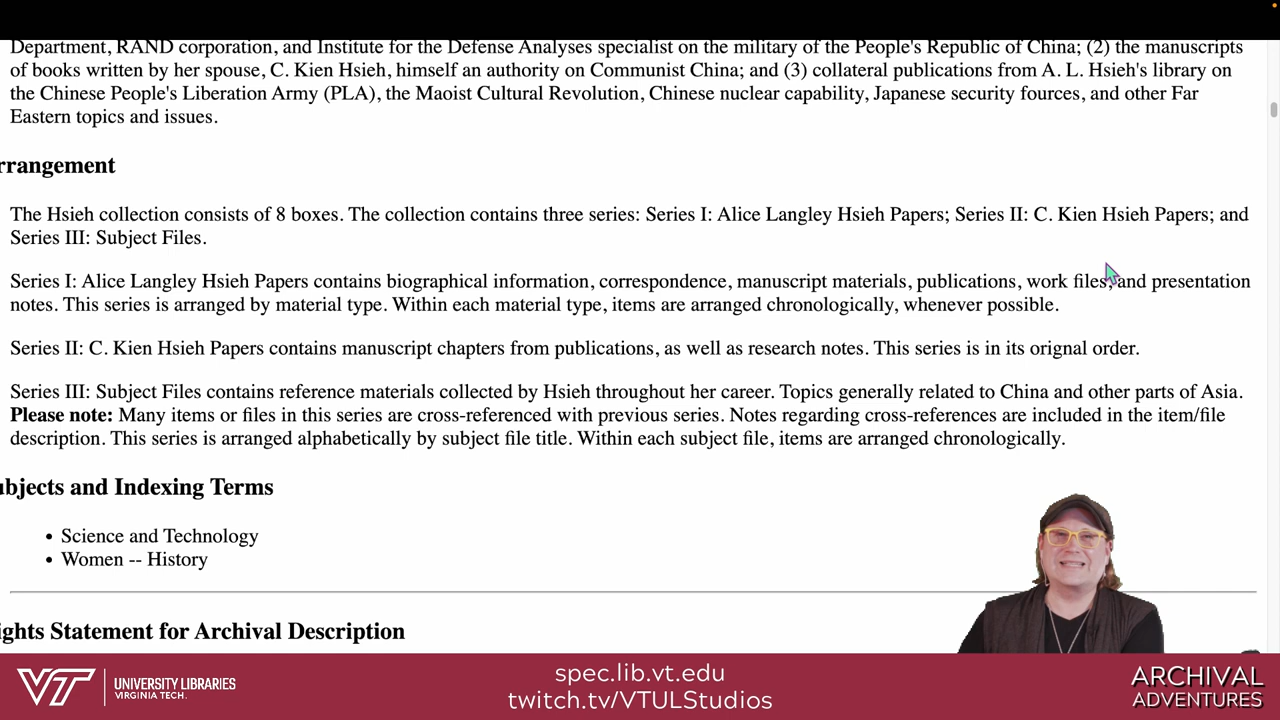 Department, RAND corporation, and Institute for the Defense Analyses specialist on the military of the People's Republic of China; (2) the manuscripts
of books written by her spouse, C. Kien Hsieh, himself an authority on Communist China; and (3) collateral publications from A. L. Hsieh's library on
the Chinese People's Liberation Army (PLA), the Maoist Cultural Revolution, Chinese nuclear capability, Japanese security fources, and other Far
Eastern topics and issues.
rrangement
The Hsieh collection consists of 8 boxes. The collection contains three series: Series I: Alice Langley Hsieh Papers; Series II: C. Kien Hsieh Papers; and
Series III: Subject Files.
Series I: Alice Langley Hsieh Papers contains biographical information, correspondence, manuscript materials, publications, work files, and presentation
notes. This series is arranged by material type. Within each material type, items are arranged chronologically, whenever possible.
Series II: C. Kien Hsieh Papers contains manuscript chapters from publications, as well as research notes. This series is in its orignal order.
Series III: Subject Files contains reference materials collected by Hsieh throughout her career. Topics generally related to China and other parts of Asia.
Please note: Many items or files in this series are cross-referenced with previous series. Notes regarding cross-references are included in the item/file
description. This series is arranged alphabetically by subject file title. Within each subject file, items are arranged chronologically.
ubjects and Indexing Terms
• Science and Technology
• Women -- History
ights Statement for Archival Description
VT UNIVERSITY LIBRARIES
VIRGINIA TECH.
spec.lib.vt.edu
twitch.tv/VTULStudios
ARCHIVAL
ADVENTURES